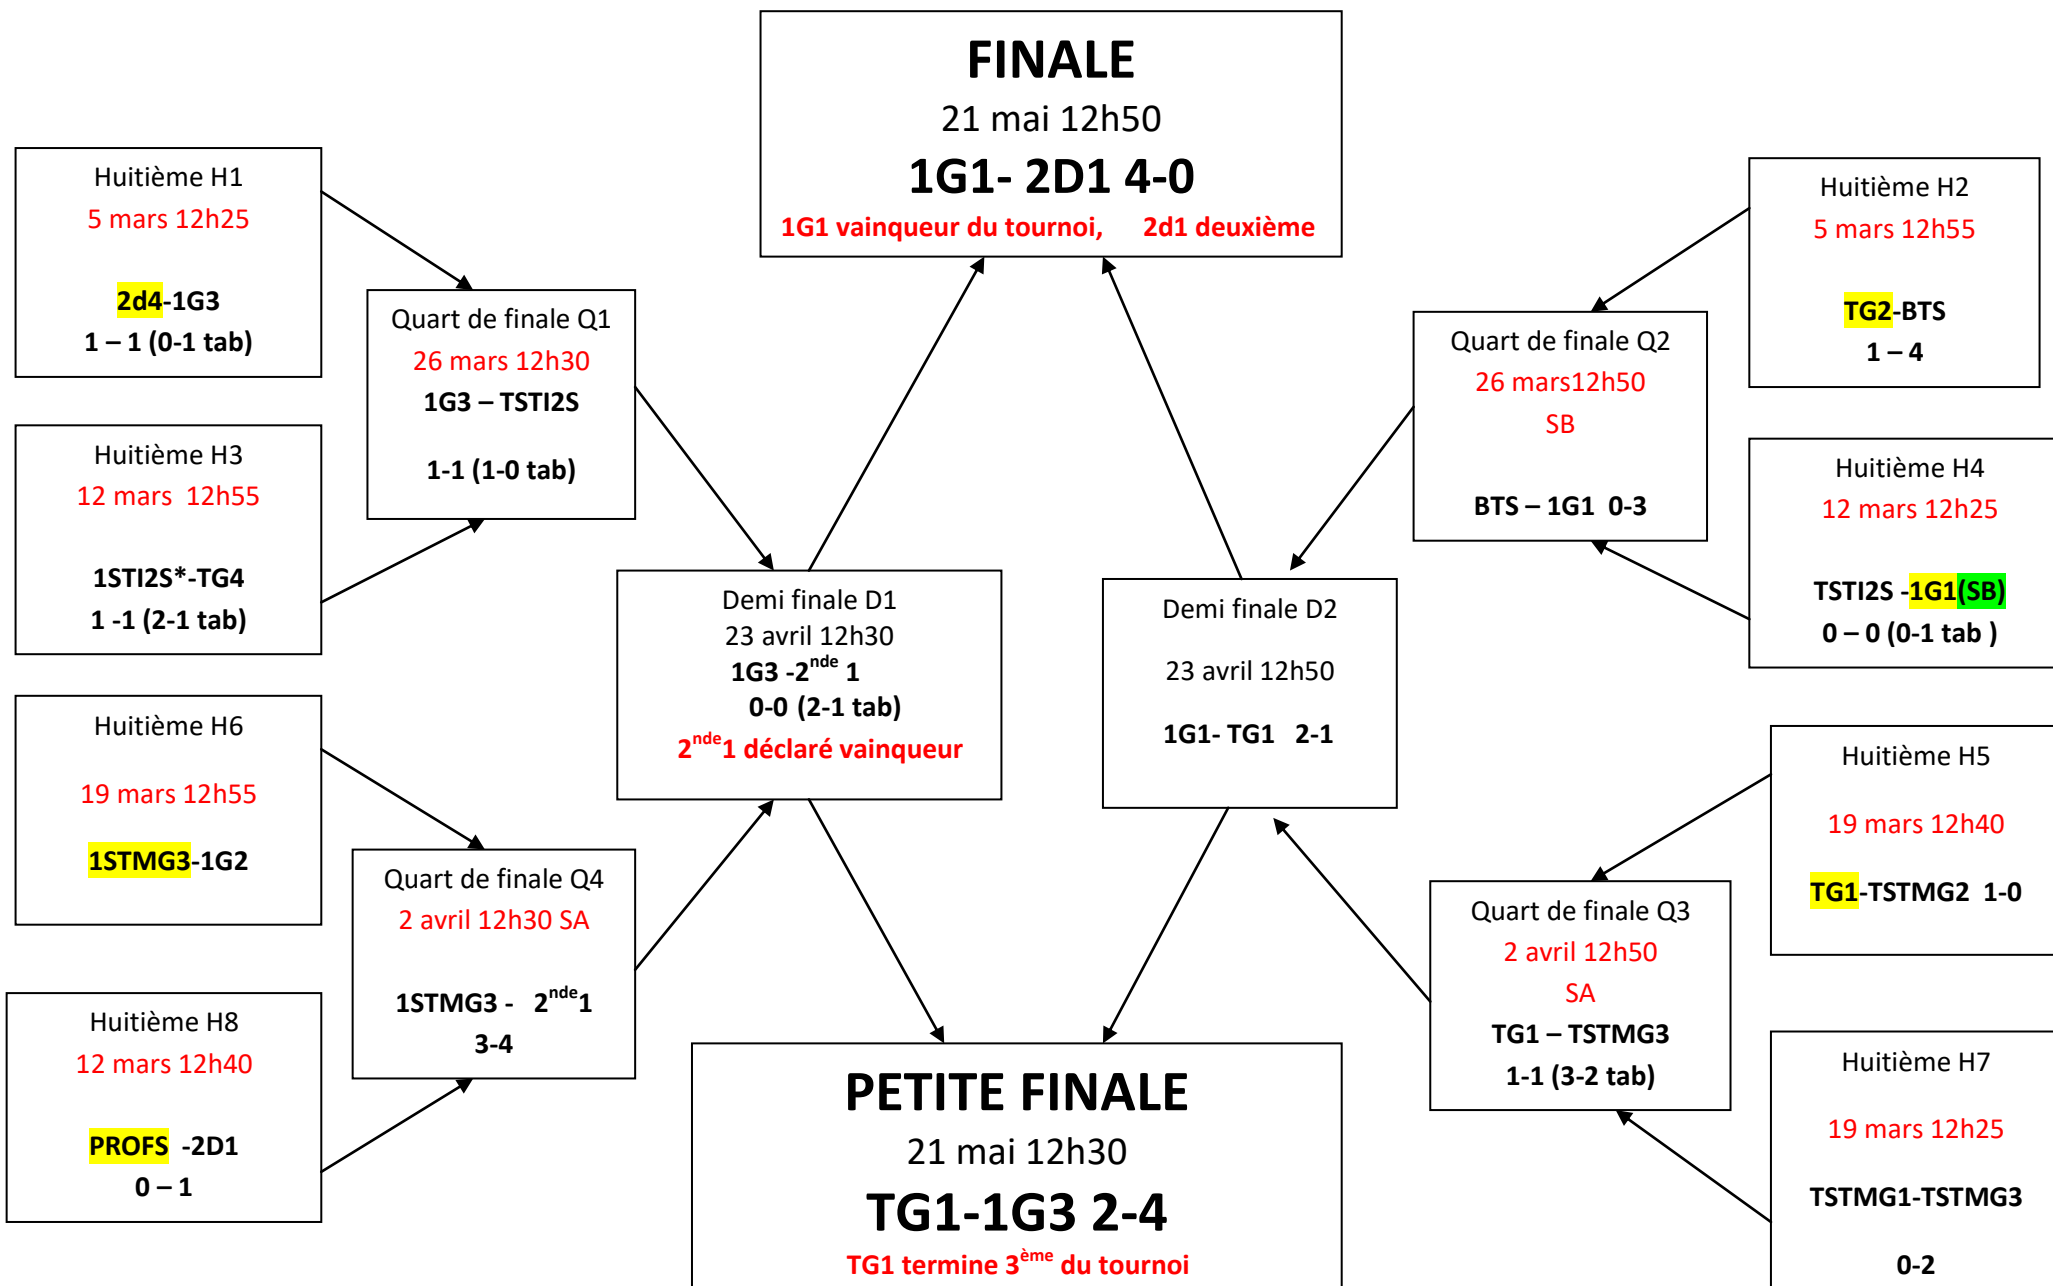 FINALE
21 mai 12h50
1G1- 2D1 4-0
1G1 vainqueur du tournoi, 2d1 deuxième
Huitième H1
5 mars 12h25
2d4-1G3
1 – 1 (0-1 tab)
Huitième H3
12 mars 12h55
1STI2S*-TG4
1 -1 (2-1 tab)
Huitième H6
19 mars 12h55
1STMG3-1G2
Huitième H8
12 mars 12h40
PROFS -2D1
0 – 1
Quart de finale Q1
26 mars 12h30
1G3 – TSTI2S
1-1 (1-0 tab)
Quart de finale Q4
2 avril 12h30 SA
1STMG3 - 2nde1
3-4
Demi finale D1
23 avril 12h30
1G3 -2nde 1
0-0 (2-1 tab)
2nde1 déclaré vainqueur
Demi finale D2
23 avril 12h50
1G1- TG1 2-1
Quart de finale Q2
26 mars12h50
SB
BTS – 1G1 0-3
Quart de finale Q3
2 avril 12h50
SA
TG1 – TSTMG3
1-1 (3-2 tab)
Huitième H2
5 mars 12h55
TG2-BTS
1 – 4
Huitième H4
12 mars 12h25
TSTI2S -1G1(SB)
0 – 0 (0-1 tab )
Huitième H5
19 mars 12h40
TG1-TSTMG2 1-0
Huitième H7
19 mars 12h25
TSTMG1-TSTMG3
0-2
PETITE FINALE
21 mai 12h30
TG1-1G3 2-4
TG1 termine 3ème du tournoi